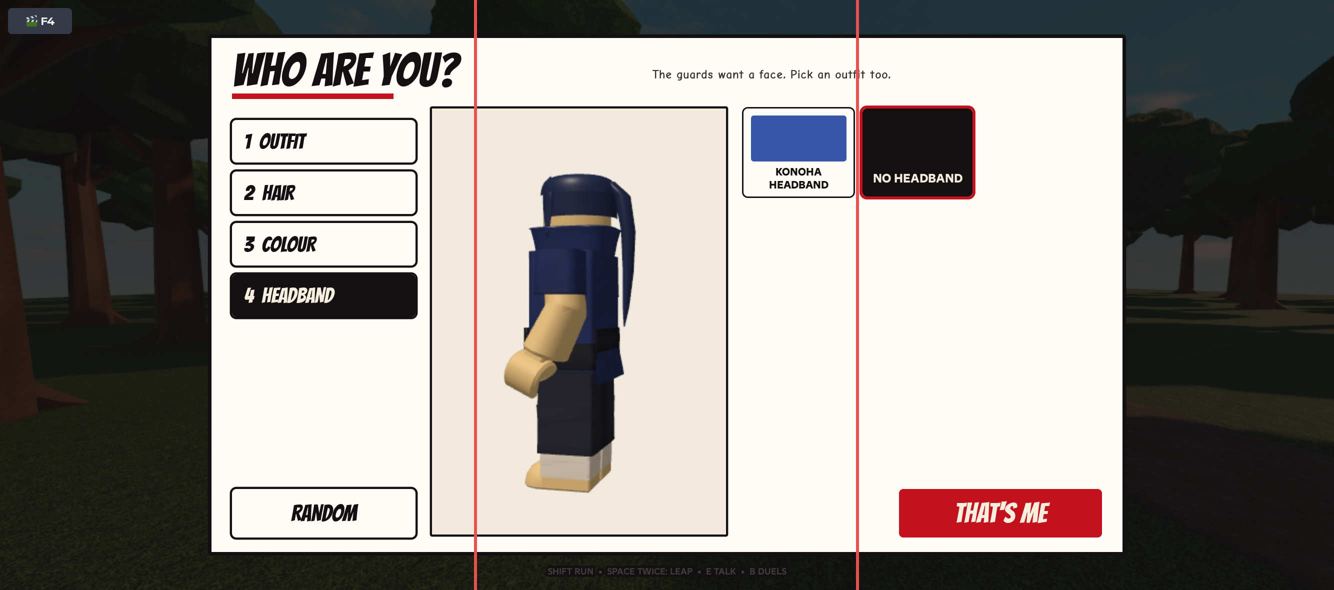 F4
WHO ARE YOU?
The guards want a face. Pick an outfit too.
1 OUTFIT
2 HAIR
3 COLOUR
4 HEADBAND
KONOHA
HEADBAND
NO HEADBAND
RANDOM
THAT'S ME
SHIFT RUN • SPACE TWICE: LEAP • E TALK • B DUELS